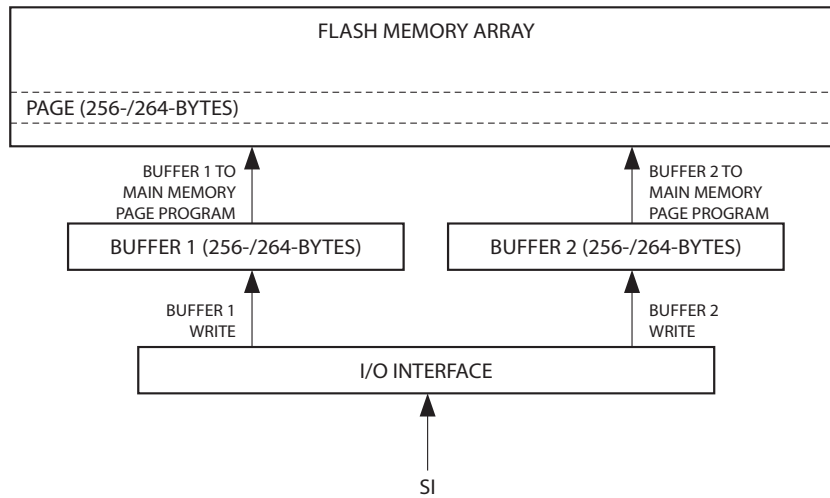 FLASH MEMORY ARRAY
PAGE (256-/264-BYTES)
BUFFER 1 TO
MAIN MEMORY
PAGE PROGRAM
BUFFER 2 TO
MAIN MEMORY
PAGE PROGRAM
BUFFER 1 (256-/264-BYTES)
BUFFER 2 (256-/264-BYTES)
BUFFER 1
WRITE
BUFFER 2
WRITE
I/O INTERFACE
SI